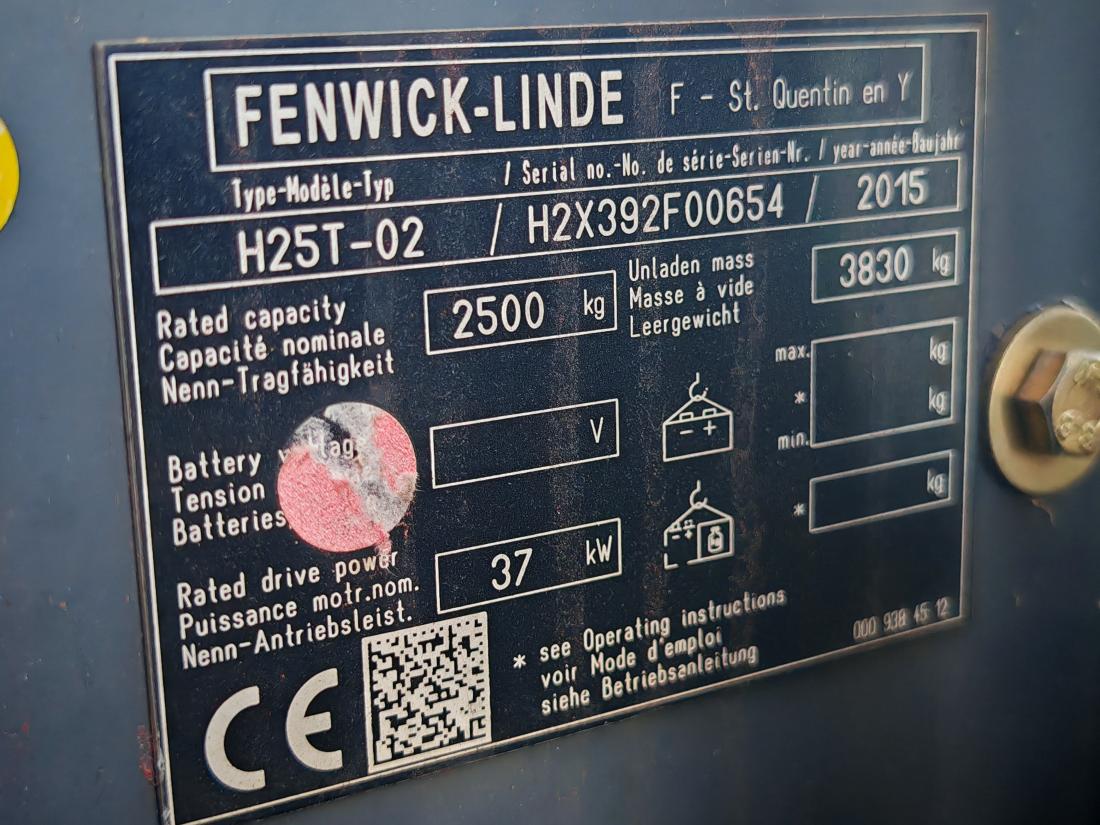 FENWICK-LINDE F - St. Quentin en Y
Type-Modèle-Typ / Serial no.-No. de série-Serien-Nr. / year-année-Baujahr
H25T-02 / H2X392F00654 / 2015
Rated capacity
Capacité nominale
Nenn-Tragfähigkeit
2500 kg
Unladen mass
Masse à vide
Leergewicht
3830 kg
Battery
Tension
Batteries
V
max. kg
* kg
min.
* kg
Rated drive power
Puissance motr.nom.
Nenn-Antriebsleist.
37 kW
* see Operating instructions
voir Mode d'emploi
siehe Betriebsanleitung
000 938 45 12
CE